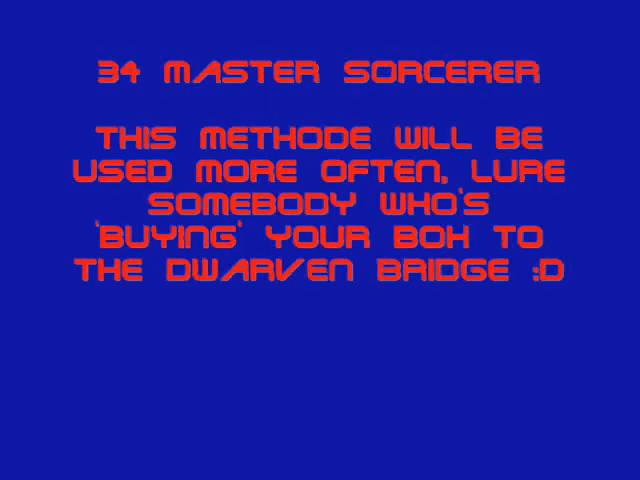 34 MASTER SORCERER
THIS METHODE WILL BE
USED MORE OFTEN, LURE
SOMEBODY WHO'S
'BUYING' YOUR BOH TO
THE DWARVEN BRIDGE :D